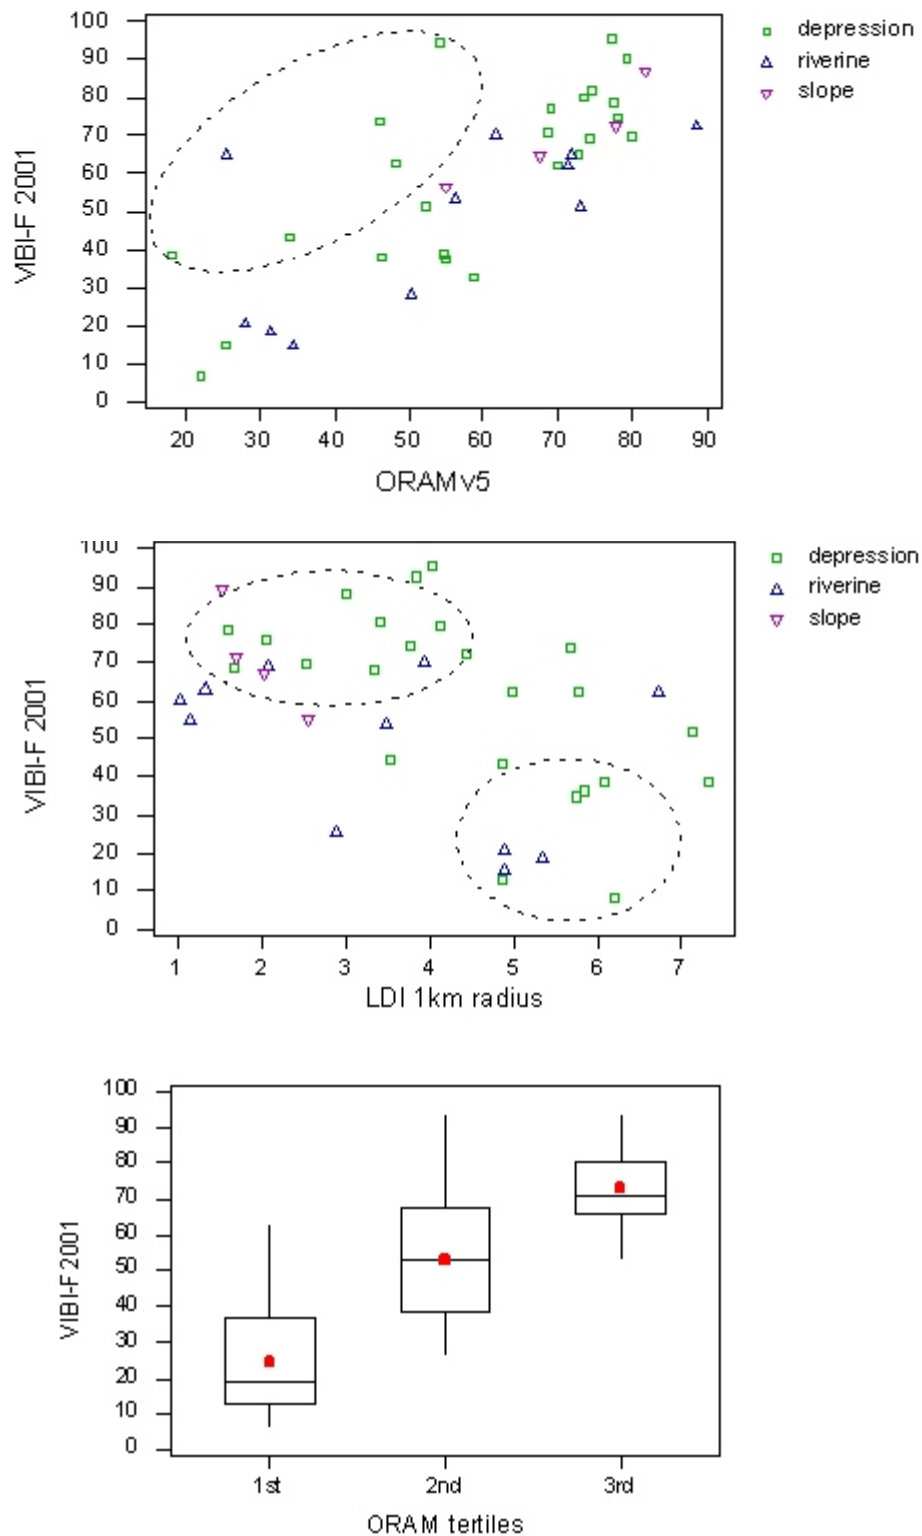 100
90
80
70
60
50
40
30
20
10
0
VIBI-F 2001
20 30 40 50 60 70 80 90
ORAM v5
depression
riverine
slope
100
90
80
70
60
50
40
30
20
10
0
VIBI-F 2001
1 2 3 4 5 6 7
LDI 1km radius
depression
riverine
slope
100
90
80
70
60
50
40
30
20
10
0
VIBI-F 2001
1st 2nd 3rd
ORAM tertiles